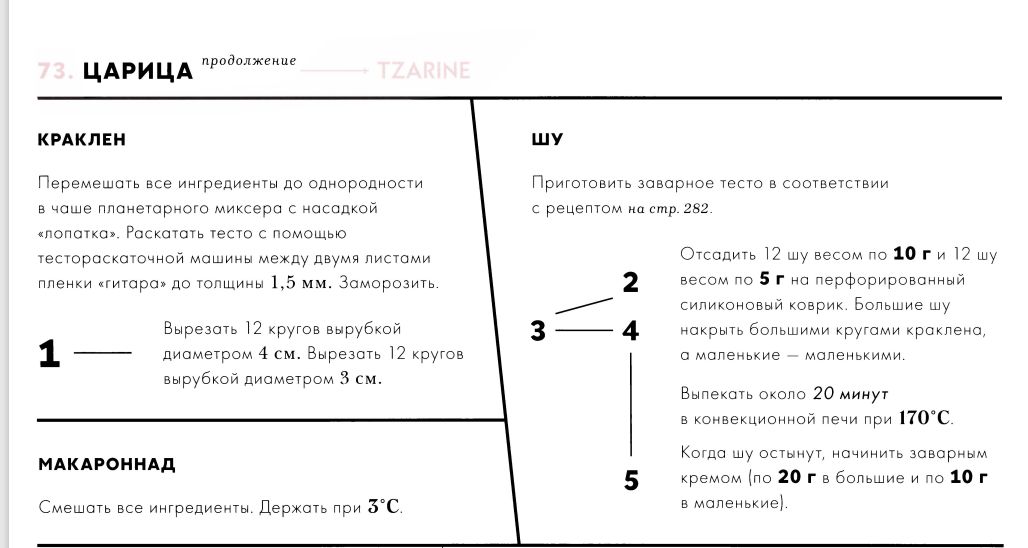 73. ЦАРИЦА продолжение TZARINE
КРАКЛЕН
Перемешать все ингредиенты до однородности
в чаше планетарного миксера с насадкой
«лопатка». Раскатать тесто с помощью
тестораскаточной машины между двумя листами
пленки «гитара» до толщины 1,5 мм. Заморозить.
1
Вырезать 12 кругов вырубкой
диаметром 4 см. Вырезать 12 кругов
вырубкой диаметром 3 см.
МАКАРОННАД
Смешать все ингредиенты. Держать при 3°C.
ШУ
Приготовить заварное тесто в соответствии
с рецептом на стр. 282.
2
3
4
5
Отсадить 12 шу весом по 10 г и 12 шу
весом по 5 г на перфорированный
силиконовый коврик. Большие шу
накрыть большими кругами краклена,
а маленькие — маленькими.
Выпекать около 20 минут
в конвекционной печи при 170°C.
Когда шу остынут, начинить заварным
кремом (по 20 г в большие и по 10 г
в маленькие).